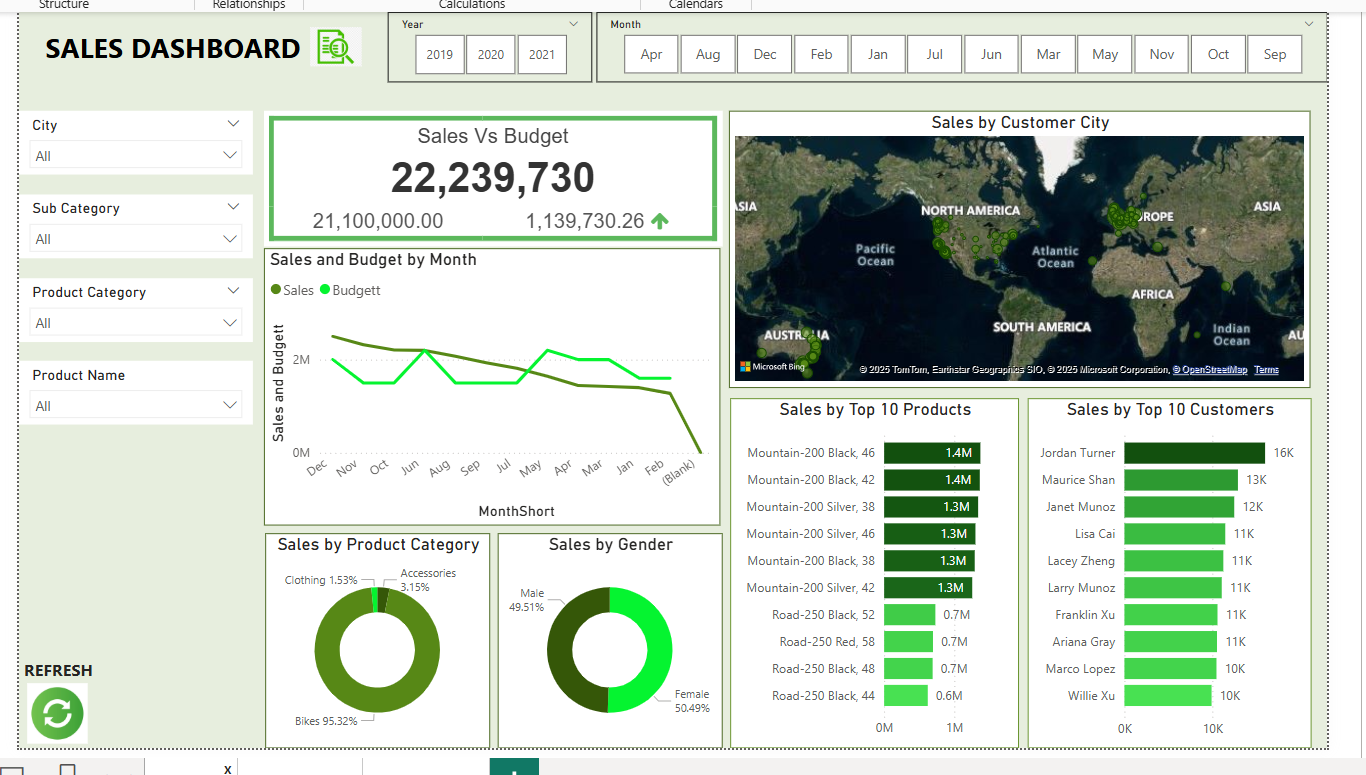 Structure
Relationships
Calculations
Calendars
SALES DASHBOARD
Year
2019 2020 2021
Month
Apr Aug Dec Feb Jan Jul Jun Mar May Nov Oct Sep
City
All
Sub Category
All
Product Category
All
Product Name
All
REFRESH
Sales Vs Budget
22,239,730
21,100,000.00 1,139,730.26
Sales and Budget by Month
Sales Budgett
Sales and Budgett
2M
0M
Dec Nov Oct Jun Aug Sep Jul May Apr Mar Jan Feb (Blank)
MonthShort
Sales by Product Category
Clothing 1.53%
Accessories
3.15%
Bikes 95.32%
Sales by Gender
Male
49.51%
Female
50.49%
Sales by Customer City
ASIA
NORTH AMERICA
ROPE
ASIA
Pacific
Ocean
Atlantic
Ocean
AFRICA
SOUTH AMERICA
AUSTR IA
Indian
Ocean
AU
Microsoft Bing
© 2025 TomTom, Earthstar Geographics SIO, © 2025 Microsoft Corporation, © OpenStreetMap Terms
Sales by Top 10 Products
Mountain-200 Black, 46 1.4M
Mountain-200 Black, 42 1.4M
Mountain-200 Silver, 38 1.3M
Mountain-200 Silver, 46 1.3M
Mountain-200 Black, 38 1.3M
Mountain-200 Silver, 42 1.3M
Road-250 Black, 52 0.7M
Road-250 Red, 58 0.7M
Road-250 Black, 48 0.7M
Road-250 Black, 44 0.6M
0M 1M
Sales by Top 10 Customers
Jordan Turner 16K
Maurice Shan 13K
Janet Munoz 12K
Lisa Cai 11K
Lacey Zheng 11K
Larry Munoz 11K
Franklin Xu 11K
Ariana Gray 11K
Marco Lopez 10K
Willie Xu 10K
0K 10K
X